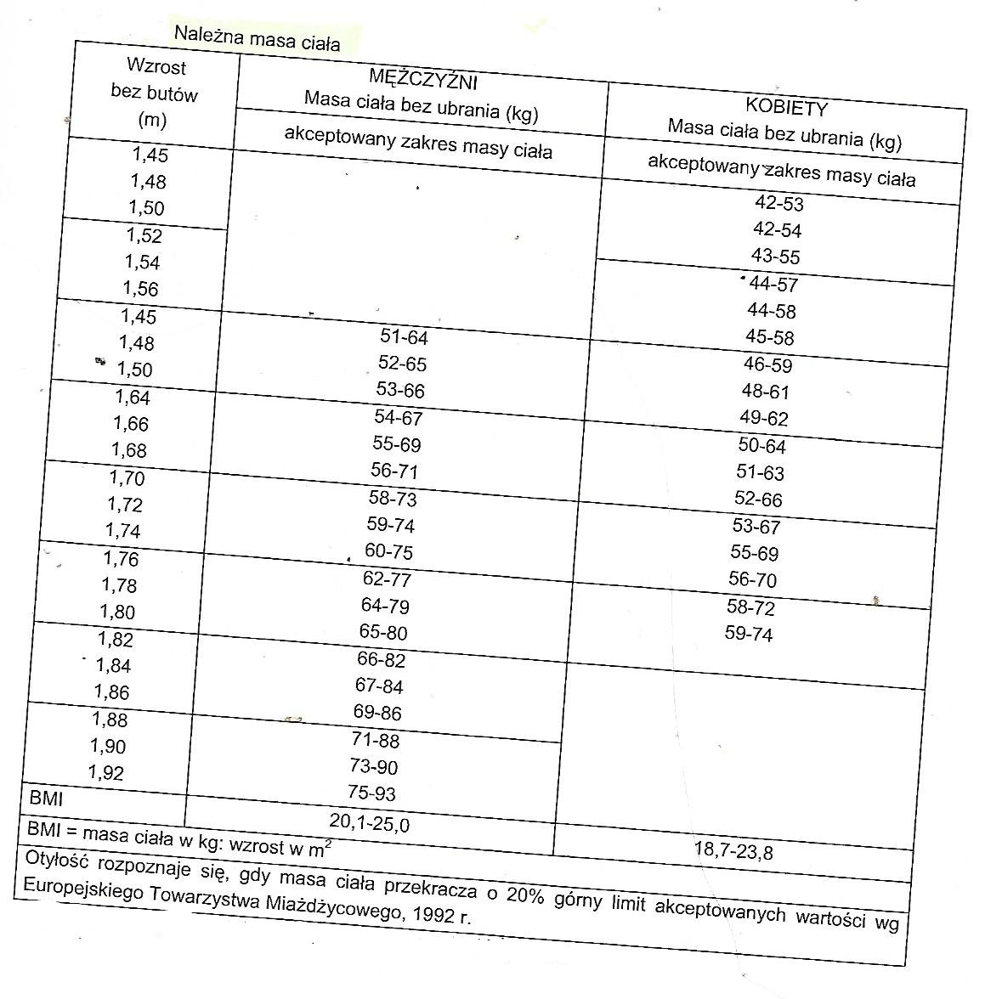 Należna masa ciała
Wzrost bez butów (m) | MĘŻCZYŹNI Masa ciała bez ubrania (kg) | KOBIETY Masa ciała bez ubrania (kg)
akceptowany zakres masy ciała | akceptowany zakres masy ciała
1,45 | | 42-53
1,48 | | 42-54
1,50 | | 43-55
1,52 | | 44-57
1,54 | | 44-58
1,56 | | 45-58
1,45 | 51-64 | 46-59
1,48 | 52-65 | 48-61
1,50 | 53-66 | 49-62
1,64 | 54-67 | 50-64
1,66 | 55-69 | 51-63
1,68 | 56-71 | 52-66
1,70 | 58-73 | 53-67
1,72 | 59-74 | 55-69
1,74 | 60-75 | 56-70
1,76 | 62-77 | 58-72
1,78 | 64-79 | 59-74
1,80 | 65-80
1,82 | 66-82
1,84 | 67-84
1,86 | 69-86
1,88 | 71-88
1,90 | 73-90
1,92 | 75-93
BMI | 20,1-25,0 | 18,7-23,8
BMI = masa ciała w kg: wzrost w m²
Otyłość rozpoznaje się, gdy masa ciała przekracza o 20% górny limit akceptowanych wartości wg
Europejskiego Towarzystwa Miażdżycowego, 1992 r.